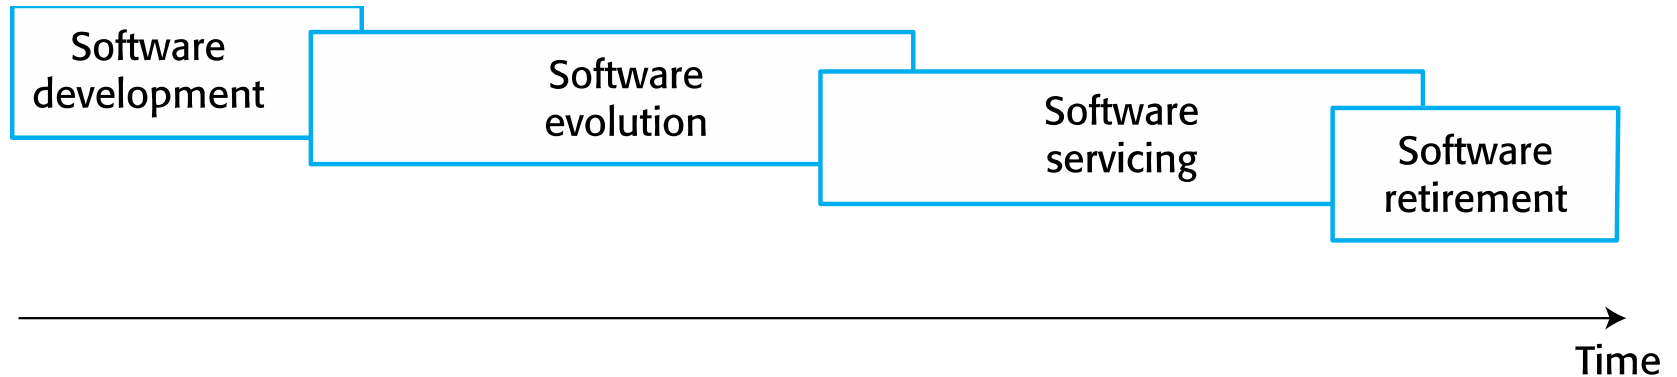 Software
development
Software
evolution
Software
servicing
Software
retirement
Time